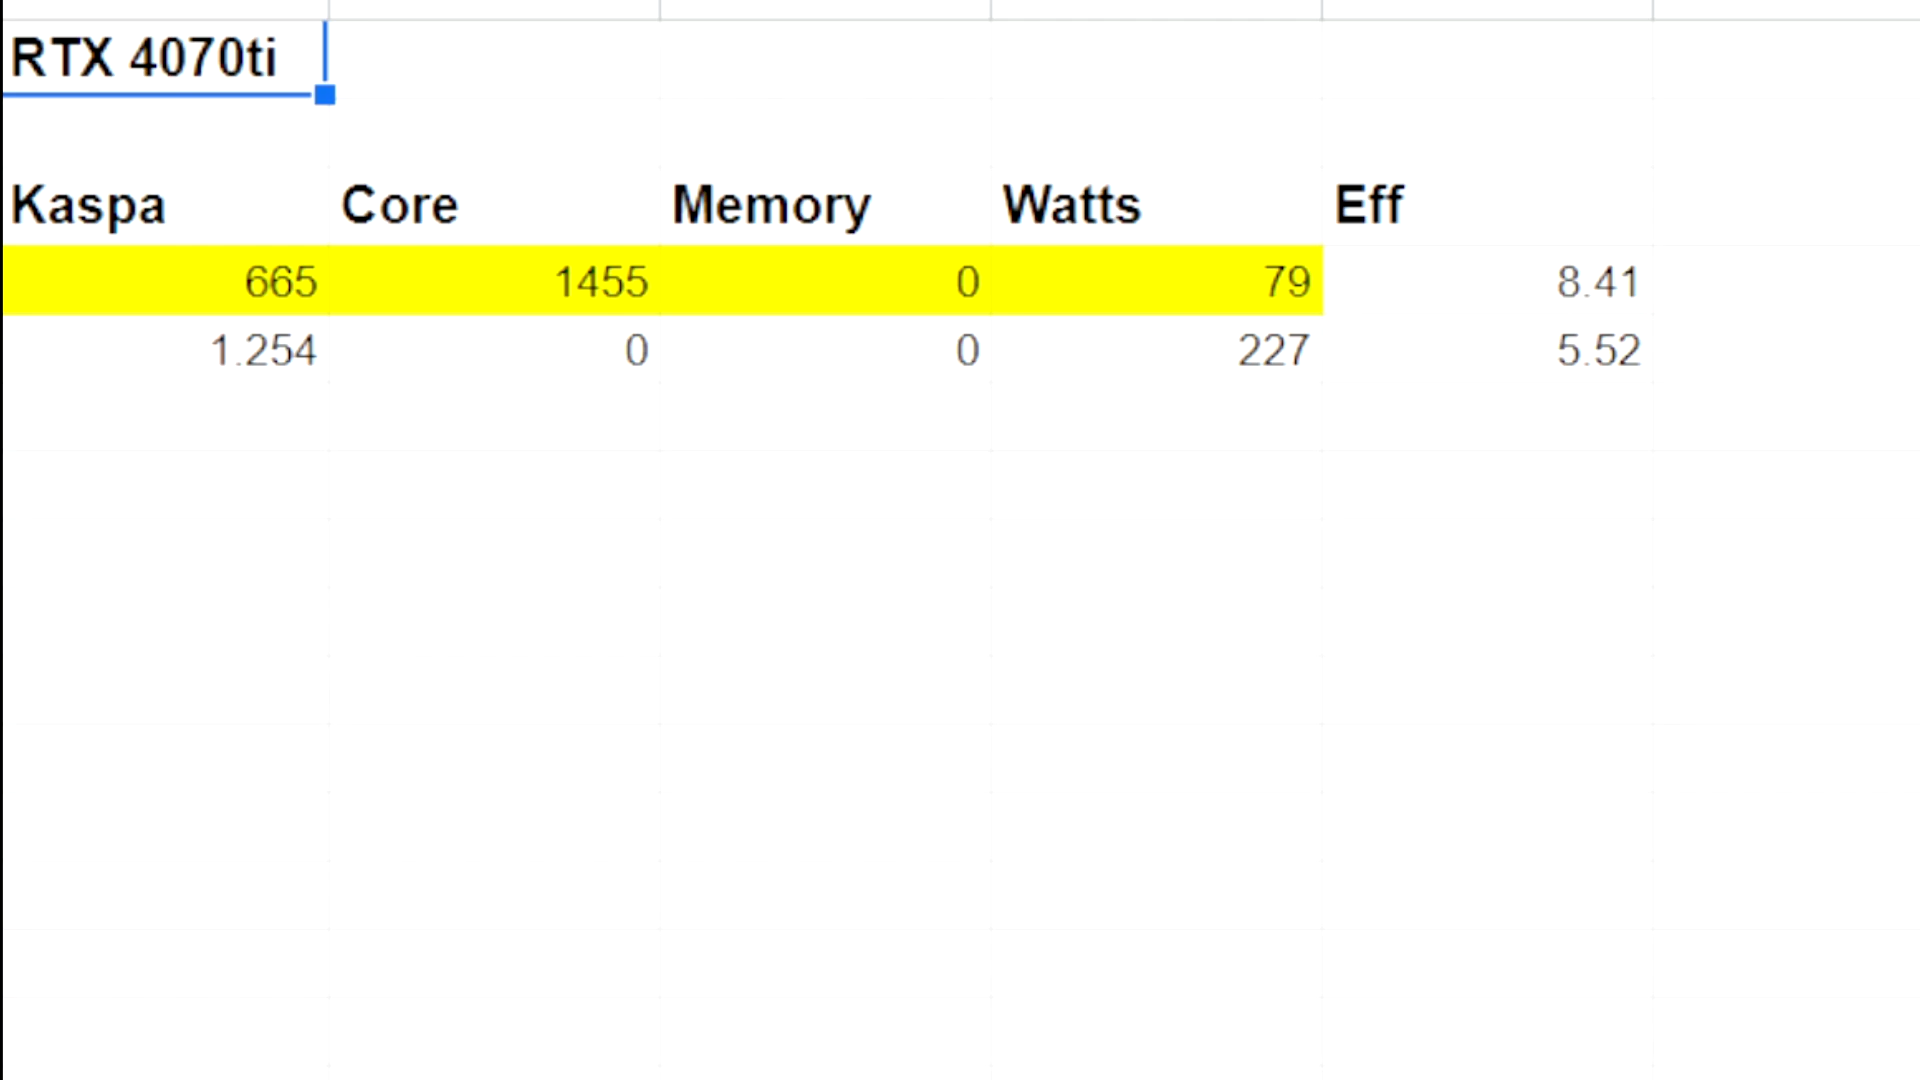 RTX 4070ti
Kaspa Core Memory Watts Eff
665 1455 0 79 8.41
1.254 0 0 227 5.52